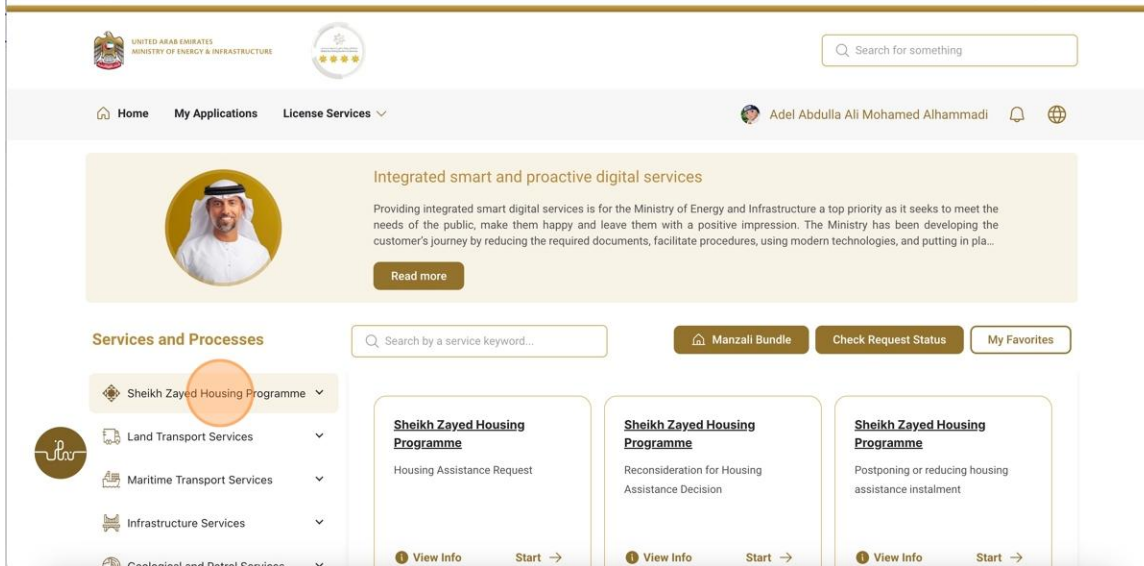 UNITED ARAB EMIRATES
MINISTRY OF ENERGY & INFRASTRUCTURE
Search for something
Home My Applications License Services
Adel Abdulla Ali Mohamed Alhammadi
Integrated smart and proactive digital services
Providing integrated smart digital services is for the Ministry of Energy and Infrastructure a top priority as it seeks to meet the
needs of the public, make them happy and leave them with a positive impression. The Ministry has been developing the
customer's journey by reducing the required documents, facilitate procedures, using modern technologies, and putting in pla...
Read more
Services and Processes
Search by a service keyword...
Manzali Bundle
Check Request Status
My Favorites
Sheikh Zayed Housing Programme
Land Transport Services
Maritime Transport Services
Infrastructure Services
Geological and Petrol Services
Sheikh Zayed Housing
Programme
Housing Assistance Request
View Info Start →
Sheikh Zayed Housing
Programme
Reconsideration for Housing
Assistance Decision
View Info Start →
Sheikh Zayed Housing
Programme
Postponing or reducing housing
assistance instalment
View Info Start →